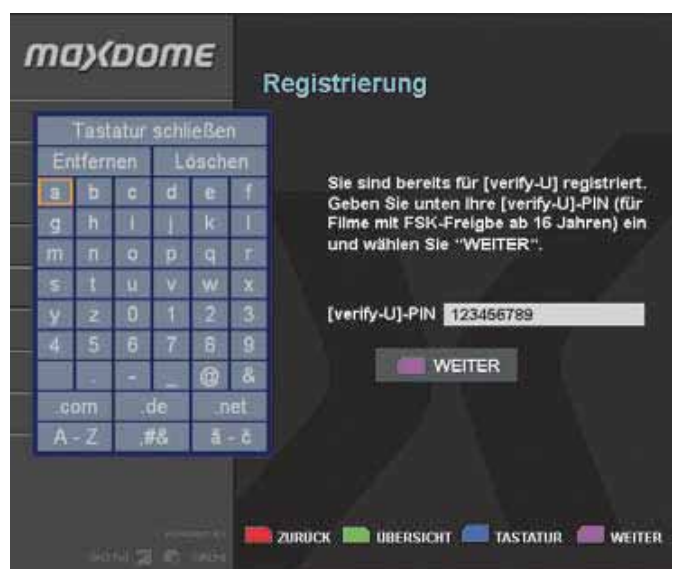 maxdome
Registrierung
Tastatur schließen
Entfernen Löschen
a b c d e f
g h i j k l
m n o p q r
s t u v w x
y z 0 1 2 3
4 5 6 7 8 9
. - _ @ &
.com .de .net
A - Z .#& ä - č
Sie sind bereits für [verify-U] registriert.
Geben Sie unten Ihre [verify-U]-PIN (für
Filme mit FSK-Freigbe ab 16 Jahren) ein
und wählen Sie "WEITER".
[verify-U]-PIN 123456789
WEITER
ZURÜCK ÜBERSICHT TASTATUR WEITER